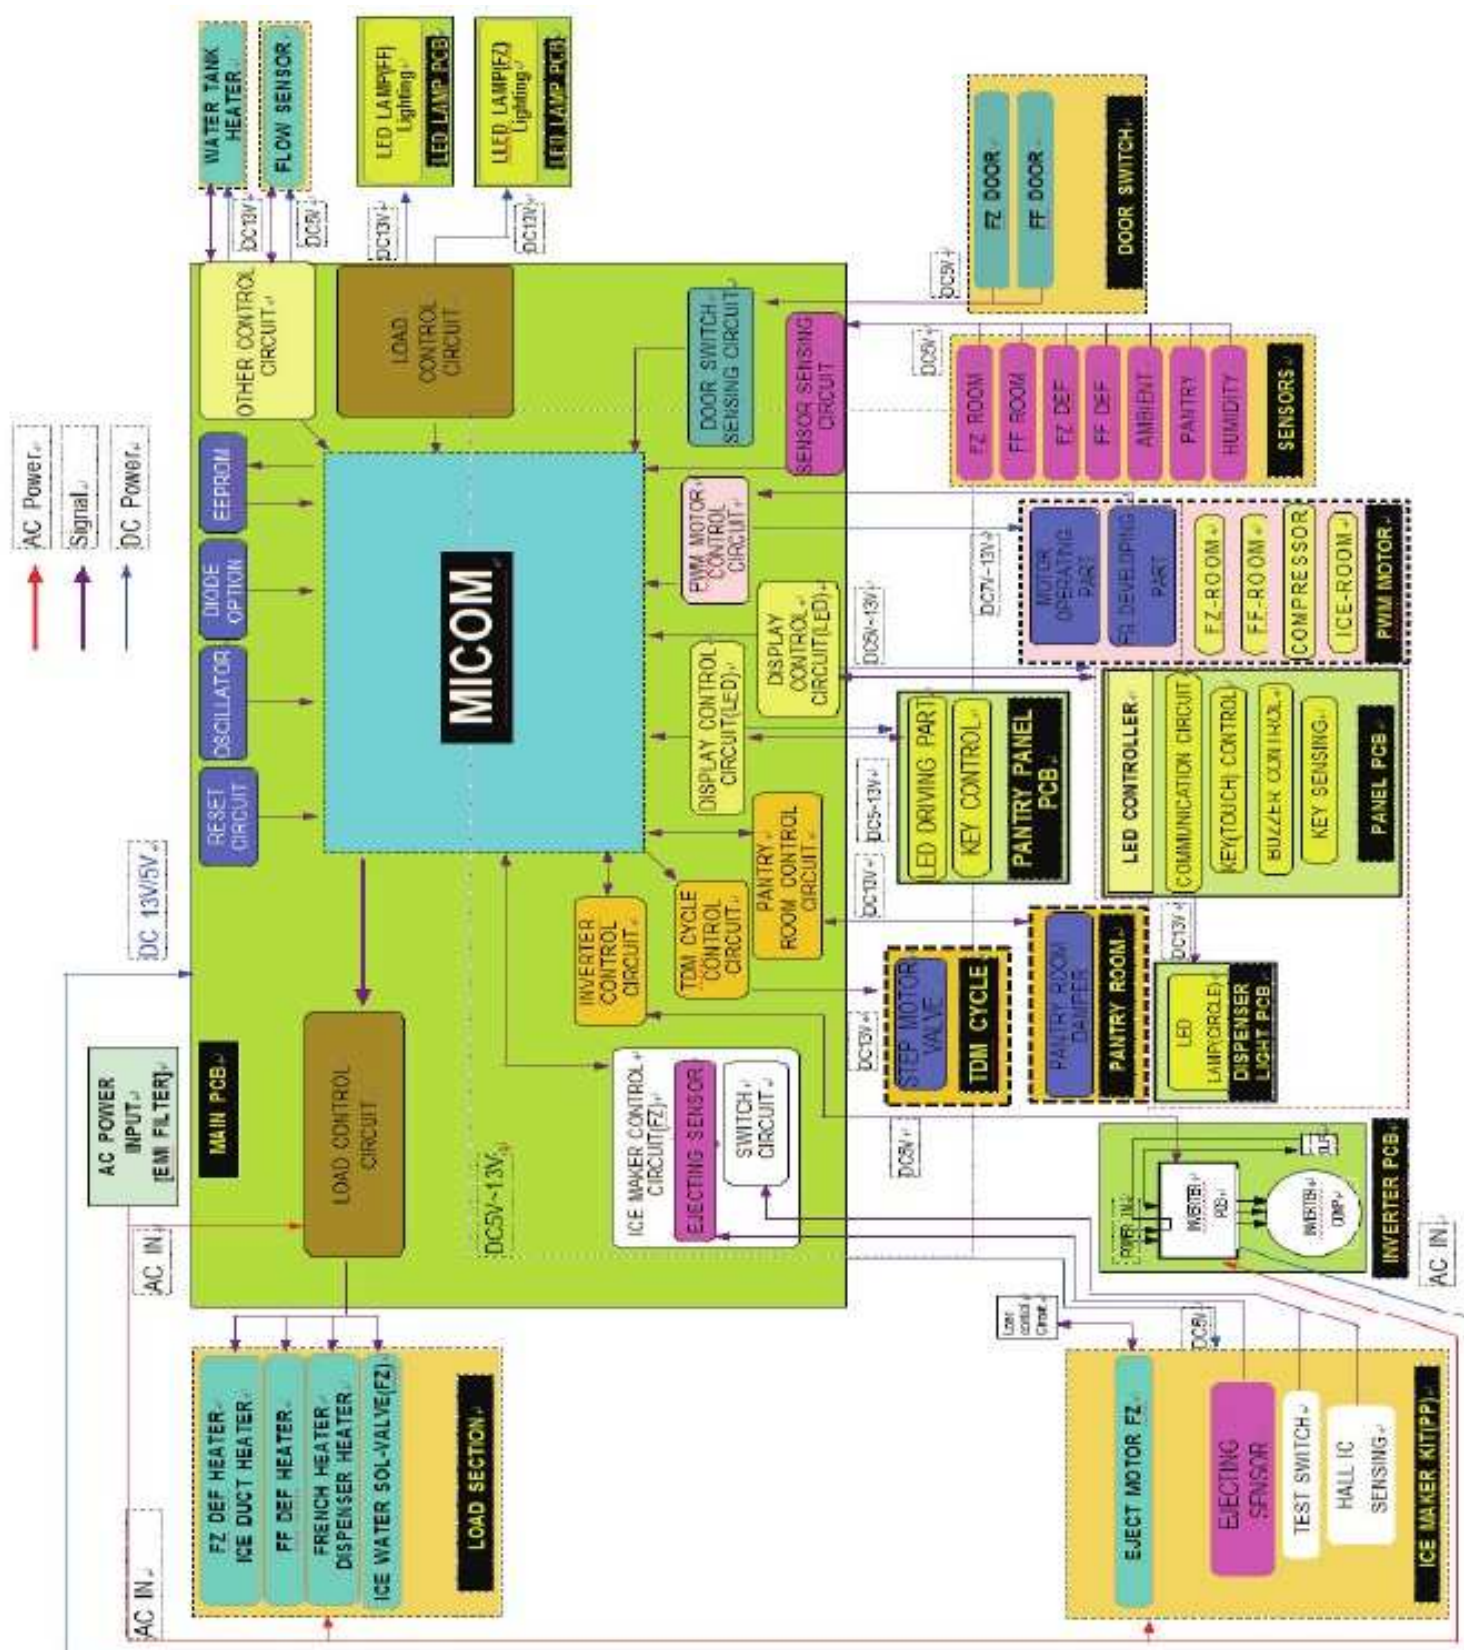 AC Power
Signal
DC Power
WATER TANK
HEATER
FLOW SENSOR
DC13V
DC5V
LED LAMP(FF)
Lighting
LED LAMP PCB
LLED LAMP(FZ)
Lighting
LED LAMP PCB
DC13V
DC13V
OTHER CONTROL
CIRCUIT
LOAD
CONTROL
CIRCUIT
EEPROM
DIODE
OPTION
OSCILLATOR
RESET
CIRCUIT
MICOM
DOOR SWITCH
SENSING CIRCUIT
SENSOR SENSING
CIRCUIT
PWM MOTOR
CONTROL
CIRCUIT
DISPLAY
CONTROL
CIRCUIT(LED)
DISPLAY CONTROL
CIRCUIT(LED)
PANTRY
ROOM CONTROL
CIRCUIT
TDM CYCLE
CONTROL
CIRCUIT
INVERTER
CONTROL
CIRCUIT
LOAD CONTROL
CIRCUIT
ICE MAKER CONTROL
CIRCUIT(FZ)
EJECTING SENSOR
SWITCH
CIRCUIT
DC5V~13V
MAIN PCB
DC 13V/5V
AC POWER
INPUT
[EMI FILTER]
AC IN
AC IN
FZ DEF HEATER
ICE DUCT HEATER
FF DEF HEATER
FRENCH HEATER
DISPENSER HEATER
ICE WATER SOL-VALVE(FZ)
LOAD SECTION
FZ DOOR
FF DOOR
DOOR SWITCH
DC5V
DC5V
FZ ROOM
FF ROOM
FZ DEF
FF DEF
AMBIENT
PANTRY
HUMIDITY
SENSORS
DC7V~13V
MOTOR
OPERATING
PART
FG DEVELOPING
PART
FZ-ROOM
FF-ROOM
COMPRESSOR
ICE-ROOM
PWM MOTOR
DC5V~13V
LED CONTROLLER
COMMUNICATION CIRCUIT
KEY(TOUCH) CONTROL
BUZZER CONTROL
KEY SENSING
PANEL PCB
DC5~13V
LED DRIVING PART
KEY CONTROL
PANTRY PANEL
PCB
DC13V
PANTRY ROOM
DAMPER
PANTRY ROOM
DC13V
STEP MOTOR
VALVE
TDM CYCLE
DC13V
LED
LAMP(CIRCLE)
DISPENSER
LIGHT PCB
DC5V
POWER IN
INVERTER
PCB
INVERTER
COMP
INVERTER PCB
AC IN
Load
control
Circuit
DC5V
EJECT MOTOR FZ
EJECTING
SENSOR
TEST SWITCH
HALL IC
SENSING
ICE MAKER KIT(PP)